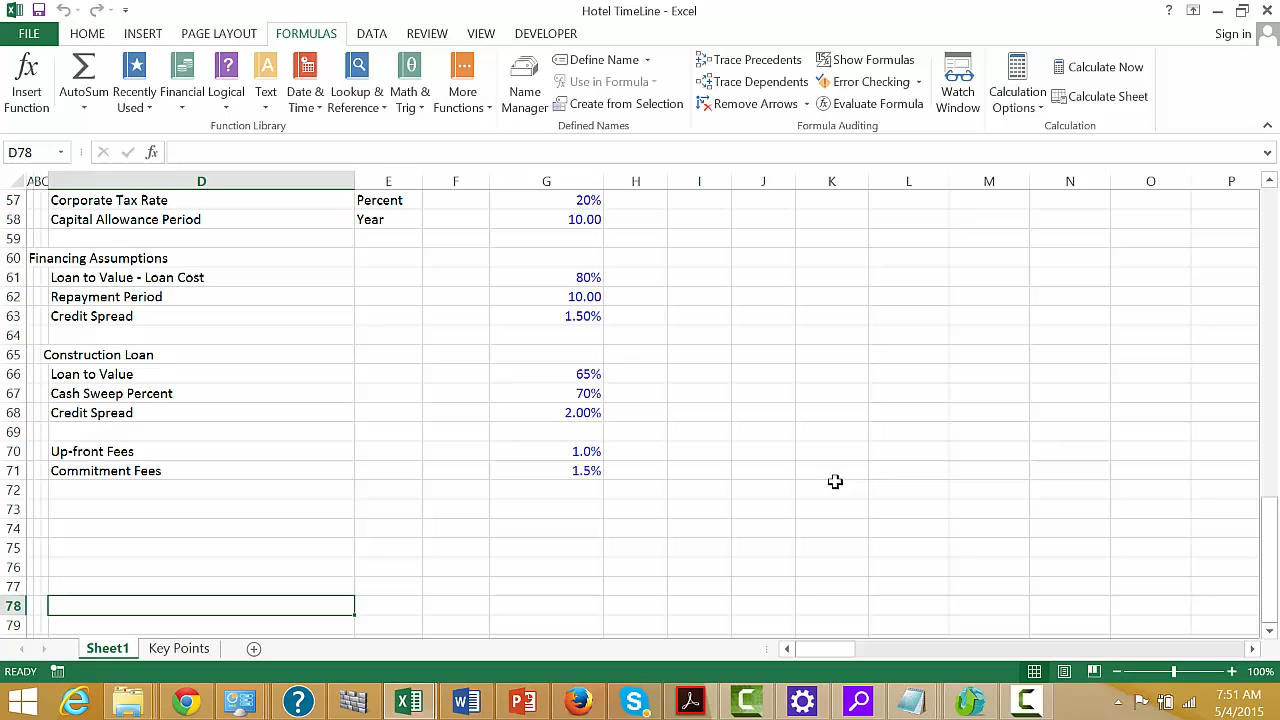 Hotel TimeLine - Excel
Sign in
FILE HOME INSERT PAGE LAYOUT FORMULAS DATA REVIEW VIEW DEVELOPER
Insert Function
AutoSum
Recently Used
Financial
Logical
Text
Date & Time
Lookup & Reference
Math & Trig
More Functions
Function Library
Name Manager
Define Name
Use in Formula
Create from Selection
Defined Names
Trace Precedents
Trace Dependents
Remove Arrows
Show Formulas
Error Checking
Evaluate Formula
Formula Auditing
Watch Window
Calculation Options
Calculate Now
Calculate Sheet
Calculation
D78
fx
A B C D E F G H I J K L M N O P
57 Corporate Tax Rate Percent 20%
58 Capital Allowance Period Year 10.00
59
60 Financing Assumptions
61 Loan to Value - Loan Cost 80%
62 Repayment Period 10.00
63 Credit Spread 1.50%
64
65 Construction Loan
66 Loan to Value 65%
67 Cash Sweep Percent 70%
68 Credit Spread 2.00%
69
70 Up-front Fees 1.0%
71 Commitment Fees 1.5%
72
73
74
75
76
77
78
79
Sheet1 Key Points
READY 100%
7:51 AM
5/4/2015